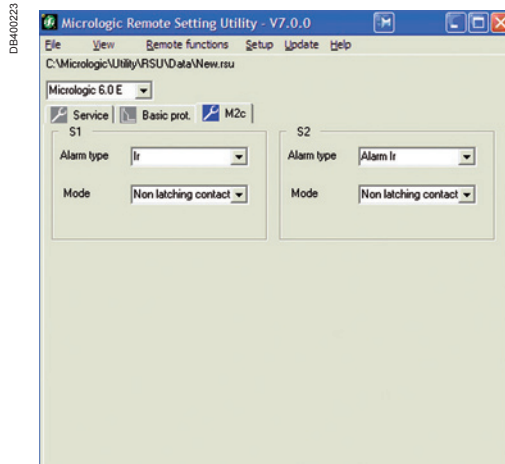 DB400223
Micrologic Remote Setting Utility - V7.0.0
File View Remote functions Setup Update Help
C:\Micrologic\Utility\RSU\Data\New.rsu
Micrologic 6.0 E
Service Basic prot. M2c
S1 S2
Alarm type Ir Alarm type Alarm Ir
Mode Non latching contact Mode Non latching contact